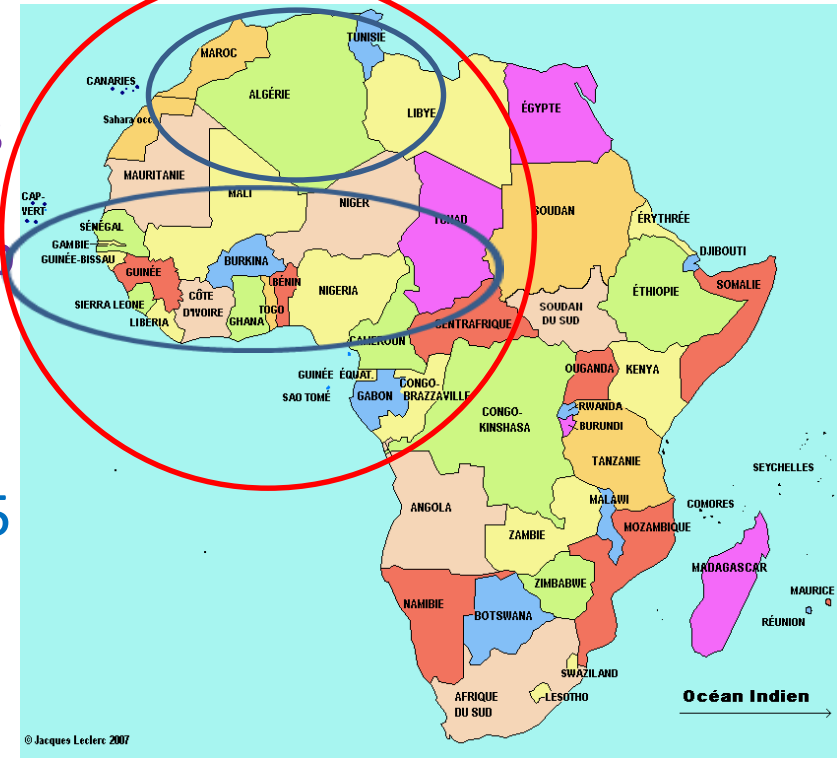 TUNISIE
MAROC
CANARIES
ALGÉRIE
LIBYE
ÉGYPTE
Sahara occ
MAURITANIE
MALI
NIGER
TCHAD
SOUDAN
ÉRYTHRÉE
CAP-
VERT
SÉNÉGAL
GAMBIE
GUINÉE-BISSAU
GUINÉE
BURKINA
BÉNIN
NIGERIA
DJIBOUTI
SOMALIE
ÉTHIOPIE
SIERRA LEONE
CÔTE
D'IVOIRE
GHANA
TOGO
LIBERIA
CENTRAFRIQUE
SOUDAN
DU SUD
CAMEROUN
GUINÉE ÉQUAT.
SAO TOMÉ
GABON
CONGO-
BRAZZAVILLE
OUGANDA
KENYA
CONGO-
KINSHASA
RWANDA
BURUNDI
TANZANIE
SEYCHELLES
5
ANGOLA
MALAWI
COMORES
ZAMBIE
MOZAMBIQUE
MADAGASCAR
ZIMBABWE
MAURICE
NAMIBIE
BOTSWANA
RÉUNION
SWAZILAND
LESOTHO
AFRIQUE
DU SUD
Océan Indien
© Jacques Leclerc 2007